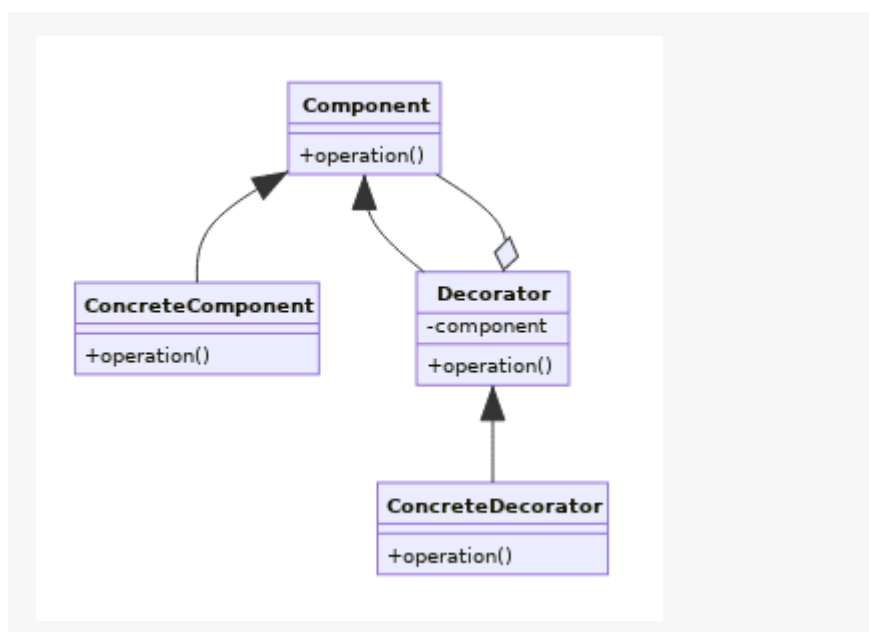 Component
+operation()
ConcreteComponent
+operation()
Decorator
-component
+operation()
ConcreteDecorator
+operation()